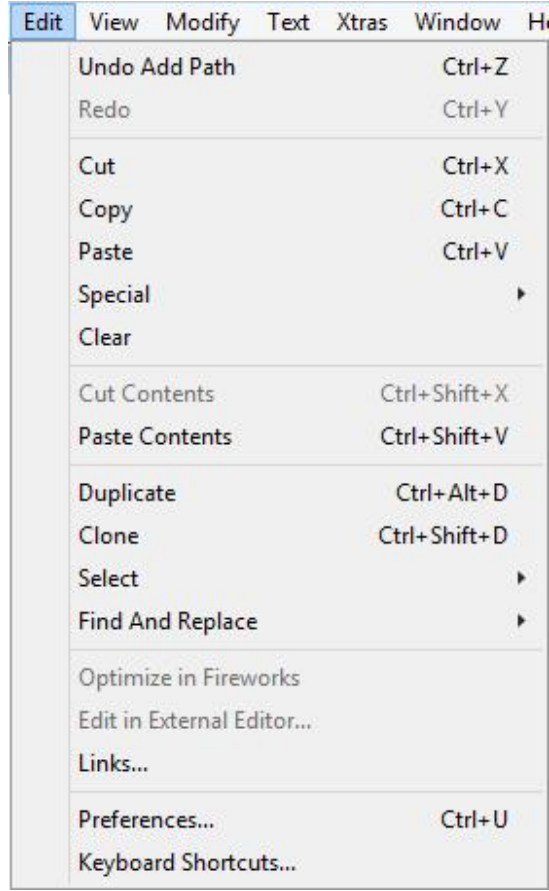 Edit View Modify Text Xtras Window
Undo Add Path Ctrl+Z
Redo Ctrl+Y
Cut Ctrl+X
Copy Ctrl+C
Paste Ctrl+V
Special
Clear
Cut Contents Ctrl+Shift+X
Paste Contents Ctrl+Shift+V
Duplicate Ctrl+Alt+D
Clone Ctrl+Shift+D
Select
Find And Replace
Optimize in Fireworks
Edit in External Editor...
Links...
Preferences... Ctrl+U
Keyboard Shortcuts...